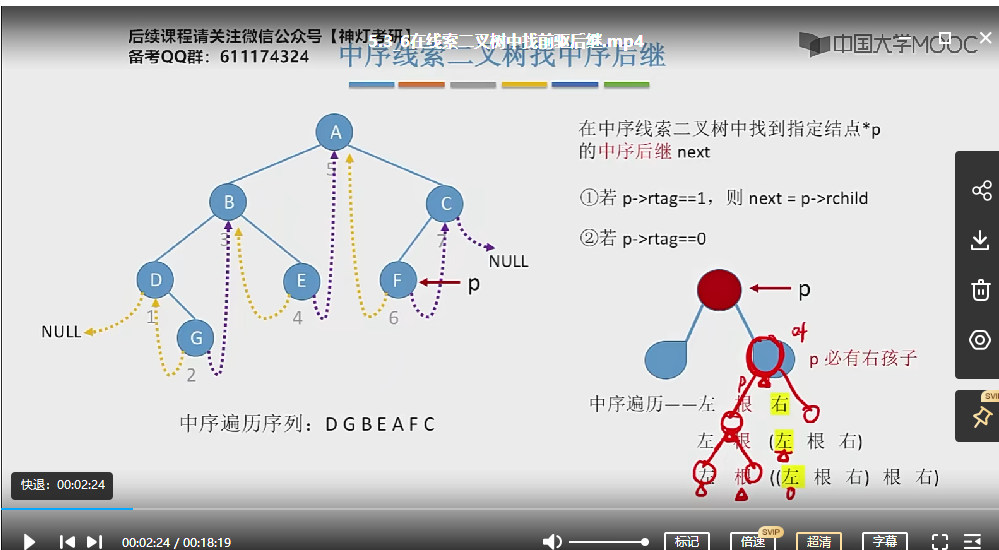 后续课程请关注微信公众号【神灯考研】
备考QQ群：611174324
5.3_6在线索二叉树中找前驱后继.mp4
中序线索二叉树找中序后继
中国大学MOOC
A
5
B
3
C
7
D
1
E
4
F
6
p
G
2
NULL
NULL
中序遍历序列：D G B E A F C
在中序线索二叉树中找到指定结点*p
的中序后继 next
①若 p->rtag==1，则 next = p->rchild
②若 p->rtag==0
p
p 必有右孩子
中序遍历——左 根 右
左 根 (左 根 右)
左 根 ((左 根 右) 根 右)
SVIP
快退：00:02:24
00:02:24 / 00:18:19
标记
倍速
SVIP
超清
字幕